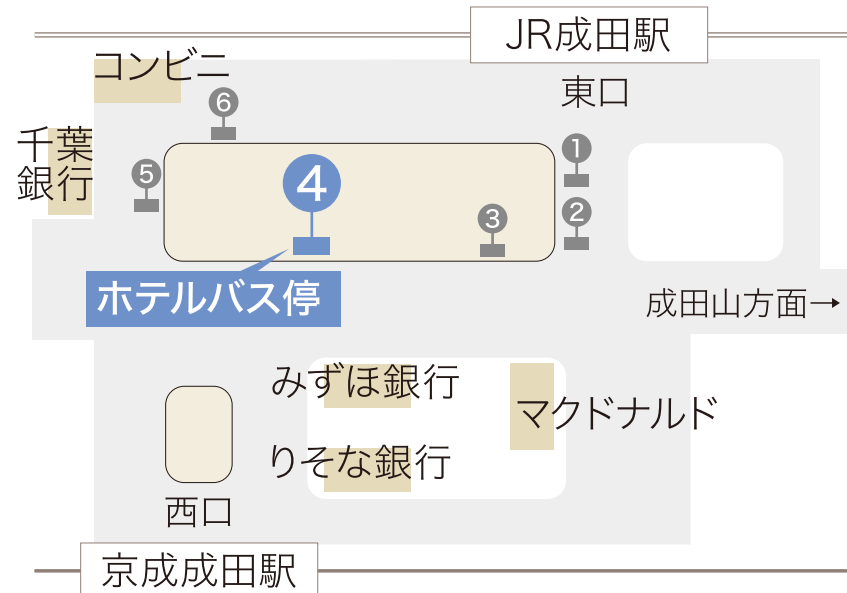 JR成田駅
コンビニ
東口
❻
千葉
銀行
❶
❺
4
❷
❸
ホテルバス停
成田山方面→
みずほ銀行
マクドナルド
りそな銀行
西口
京成成田駅